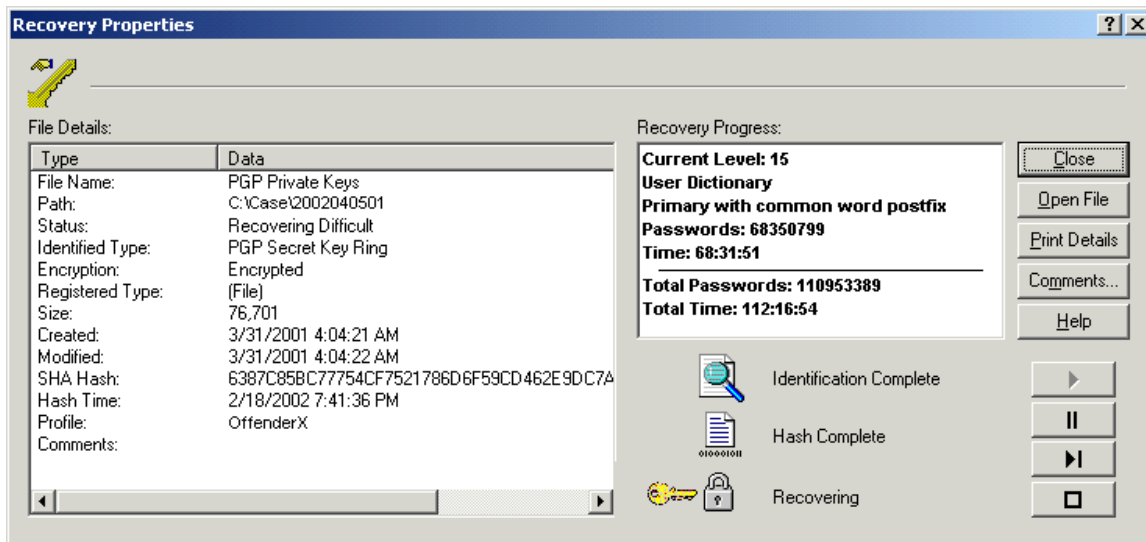 Recovery Properties
File Details:
Type Data
File Name: PGP Private Keys
Path: C:\Case\2002040501
Status: Recovering Difficult
Identified Type: PGP Secret Key Ring
Encryption: Encrypted
Registered Type: (File)
Size: 76,701
Created: 3/31/2001 4:04:21 AM
Modified: 3/31/2001 4:04:22 AM
SHA Hash: 6387C85BC77754CF7521786D6F59CD462E9DC7A
Hash Time: 2/18/2002 7:41:36 PM
Profile: OffenderX
Comments:
Recovery Progress:
Current Level: 15
User Dictionary
Primary with common word postfix
Passwords: 68350799
Time: 68:31:51
Total Passwords: 110953389
Total Time: 112:16:54
Close
Open File
Print Details
Comments...
Help
Identification Complete
01001011
Hash Complete
Recovering